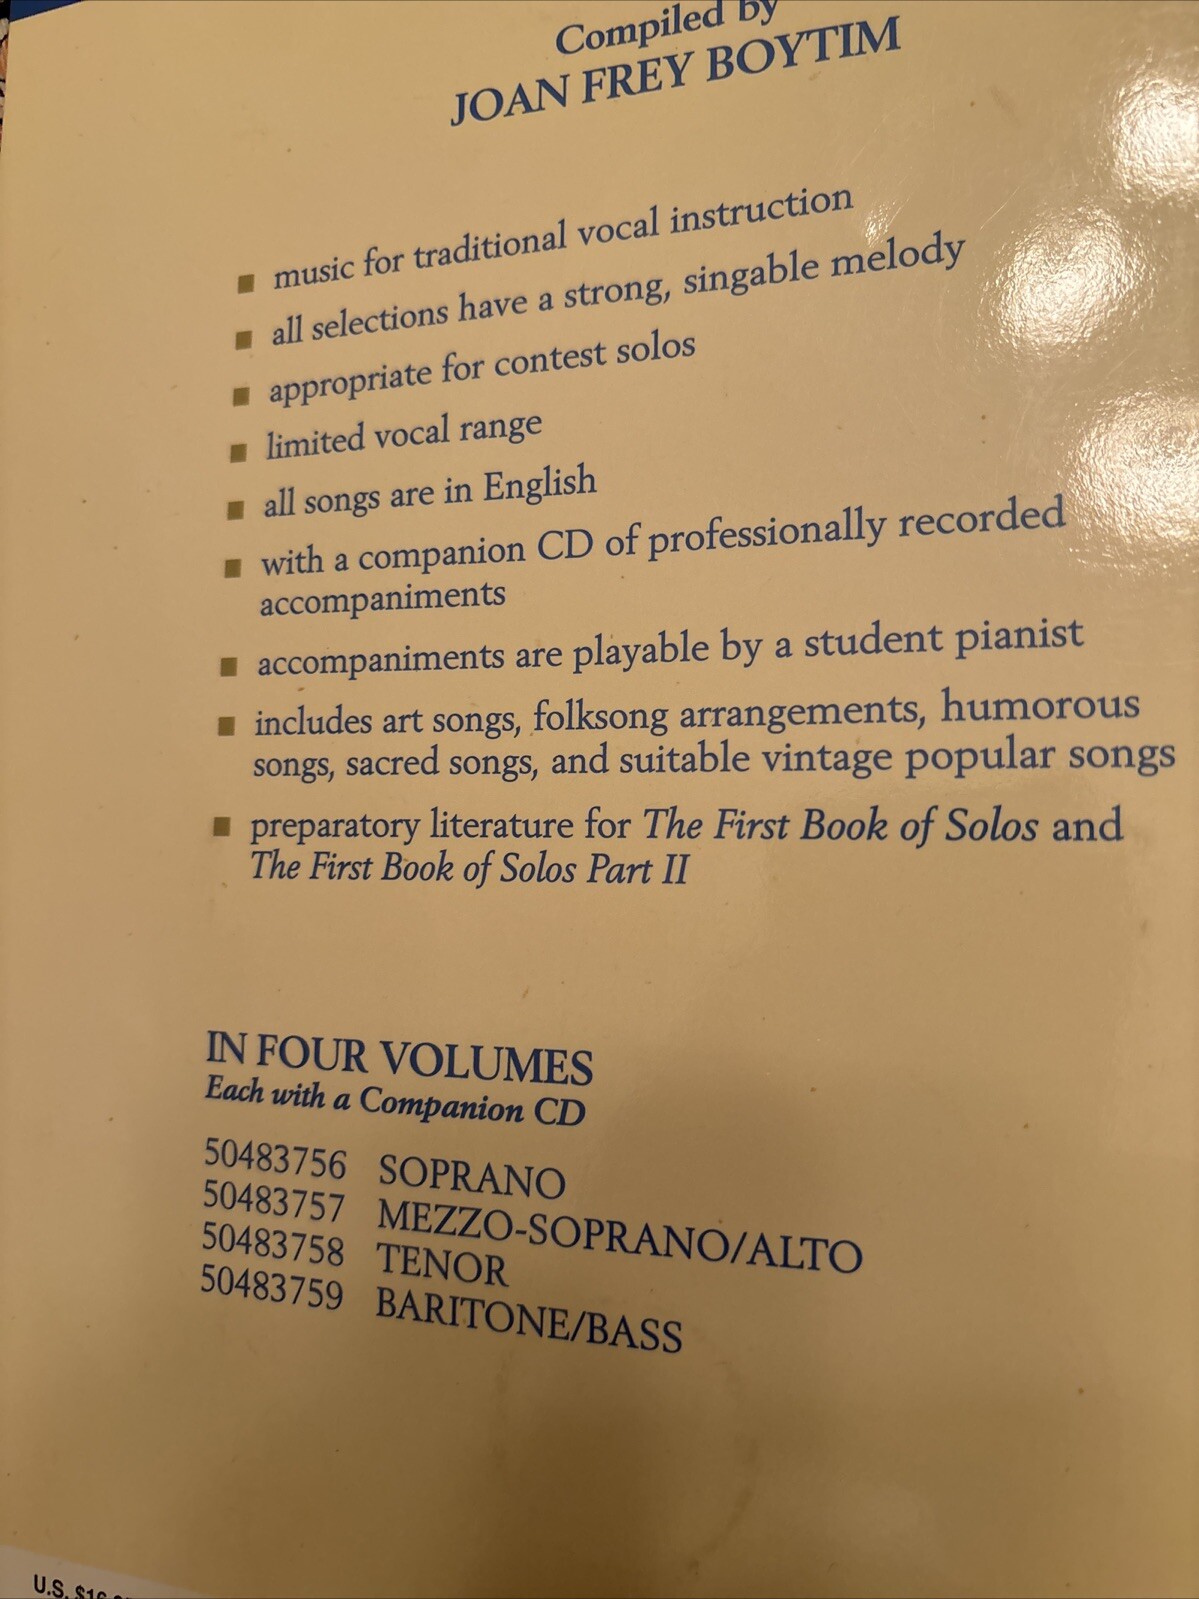 Compiled by
JOAN FREY BOYTIM
■ music for traditional vocal instruction
■ all selections have a strong, singable melody
■ appropriate for contest solos
■ limited vocal range
■ all songs are in English
■ with a companion CD of professionally recorded
accompaniments
■ accompaniments are playable by a student pianist
■ includes art songs, folksong arrangements, humorous
songs, sacred songs, and suitable vintage popular songs
■ preparatory literature for The First Book of Solos and
The First Book of Solos Part II
IN FOUR VOLUMES
Each with a Companion CD
50483756 SOPRANO
50483757 MEZZO-SOPRANO/ALTO
50483758 TENOR
50483759 BARITONE/BASS
U.S.